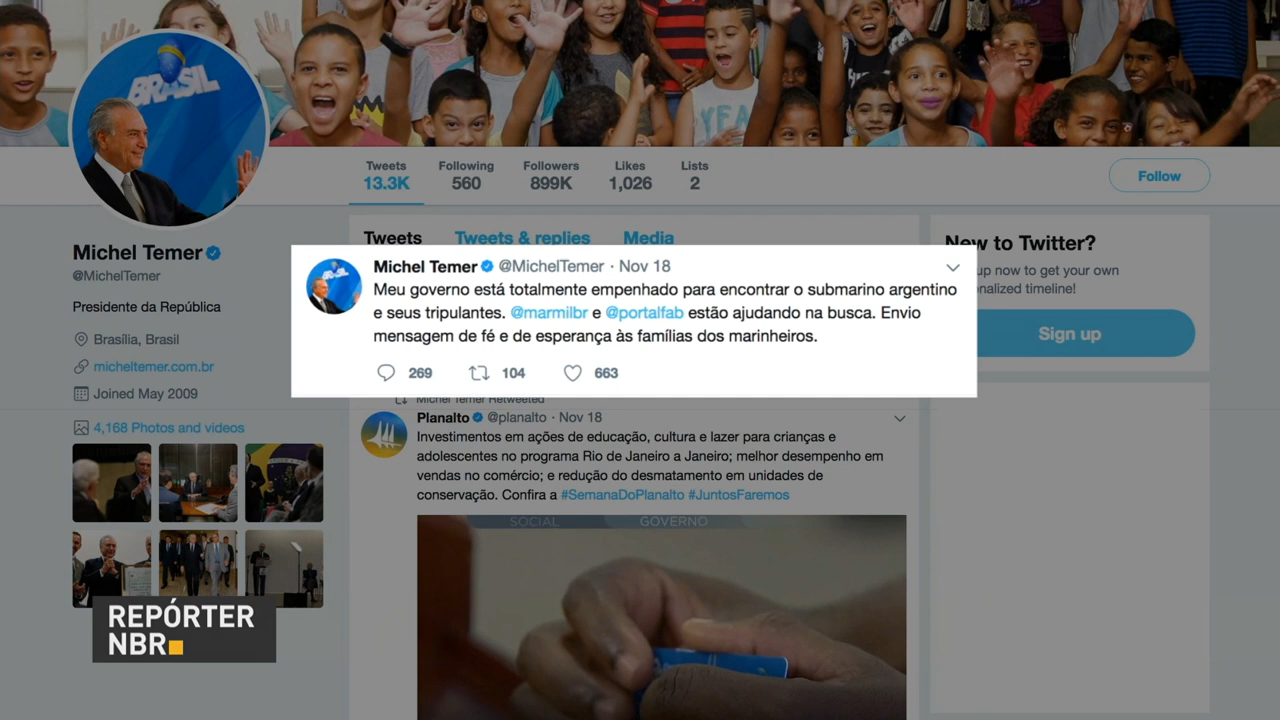 BRASIL
YEA
Tweets
13.3K
Following
560
Followers
899K
Likes
1,026
Lists
2
Follow
Michel Temer
@MichelTemer
Presidente da República
Brasília, Brasil
micheltemer.com.br
Joined May 2009
4,168 Photos and videos
Tweets
Tweets & replies
Media
Michel Temer @MichelTemer · Nov 18
Meu governo está totalmente empenhado para encontrar o submarino argentino
e seus tripulantes. @marmilbr e @portalfab estão ajudando na busca. Envio
mensagem de fé e de esperança às famílias dos marinheiros.
269
104
663
Michel Temer Retweeted
Planalto @planalto · Nov 18
Investimentos em ações de educação, cultura e lazer para crianças e
adolescentes no programa Rio de Janeiro a Janeiro; melhor desempenho em
vendas no comércio; e redução do desmatamento em unidades de
conservação. Confira a #SemanaDoPlanalto #JuntosFaremos
SOCIAL
GOVERNO
New to Twitter?
up now to get your own
timeline!
Sign up
REPÓRTER
NBR